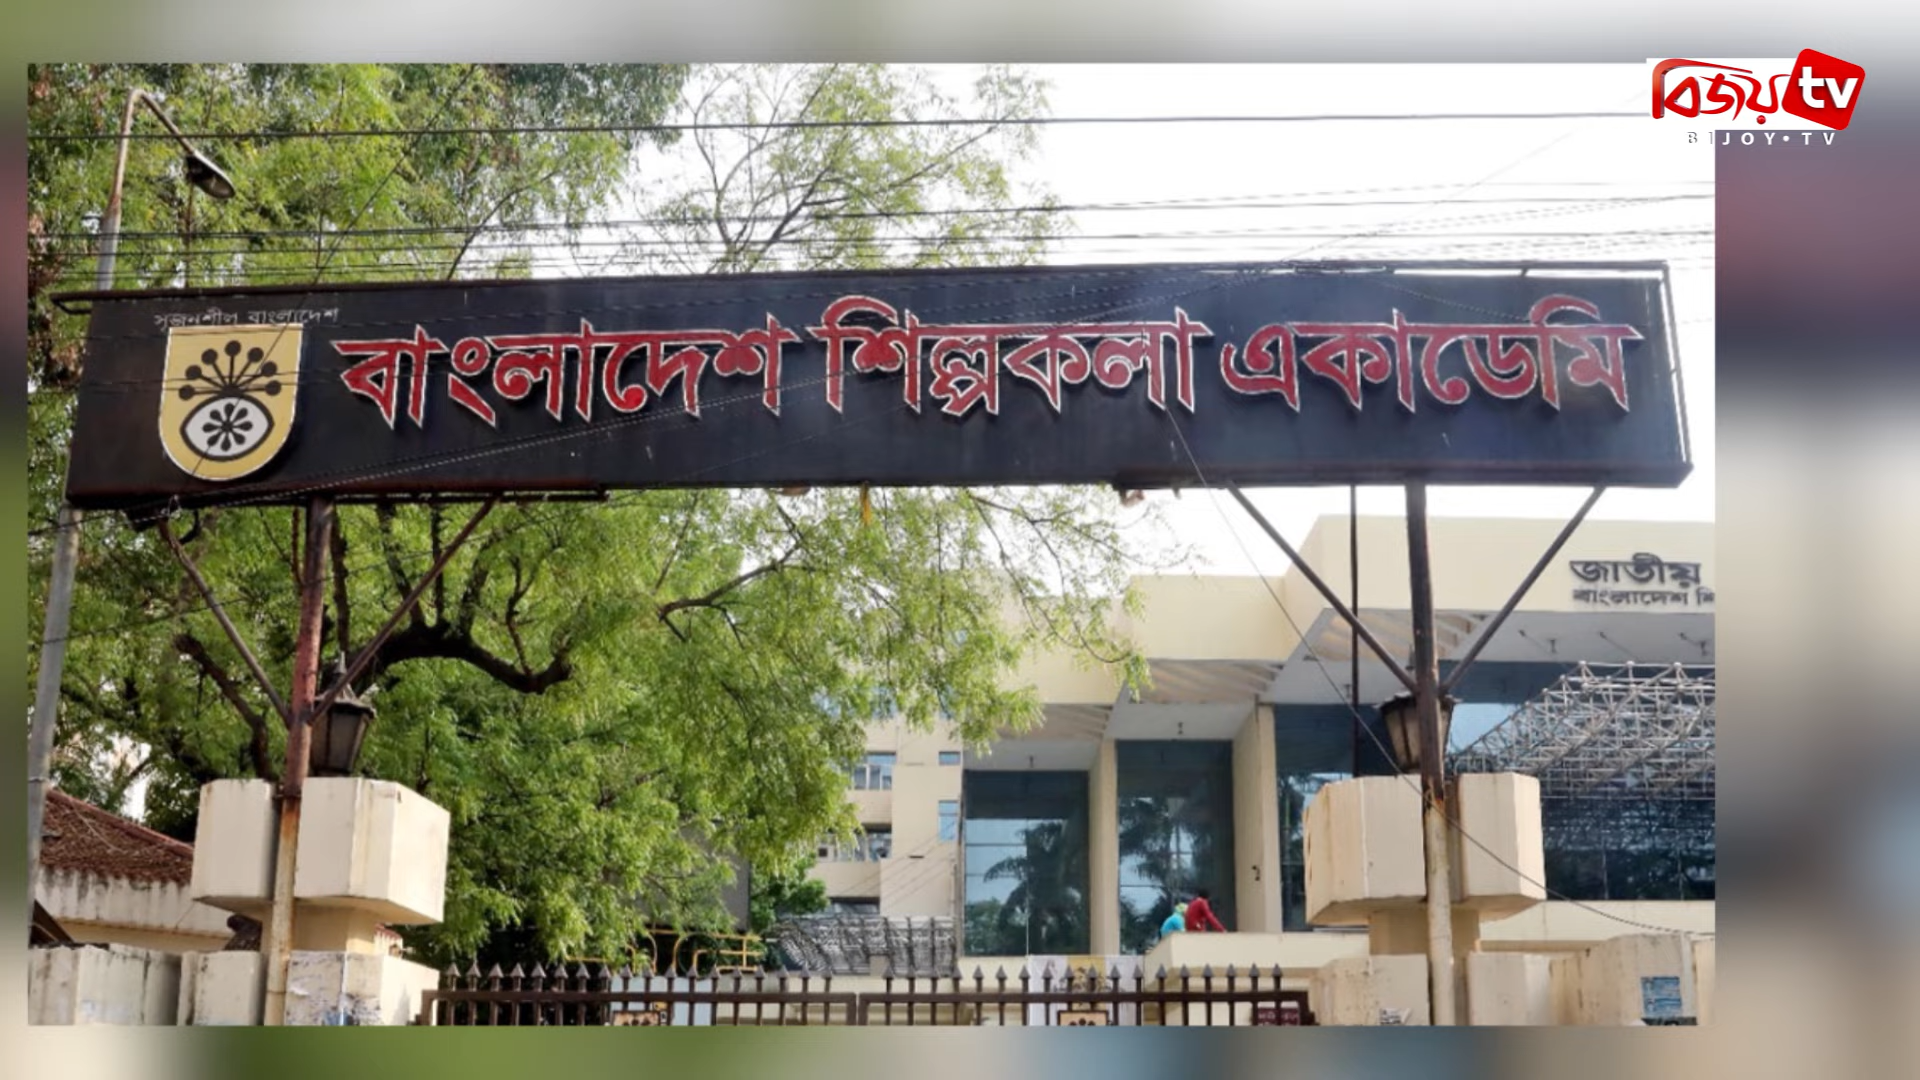 বিজয় tv
BIJOY•TV
সৃজনশীল বাংলাদেশ
বাংলাদেশ শিল্পকলা একাডেমি
জাতীয়
বাংলাদেশ